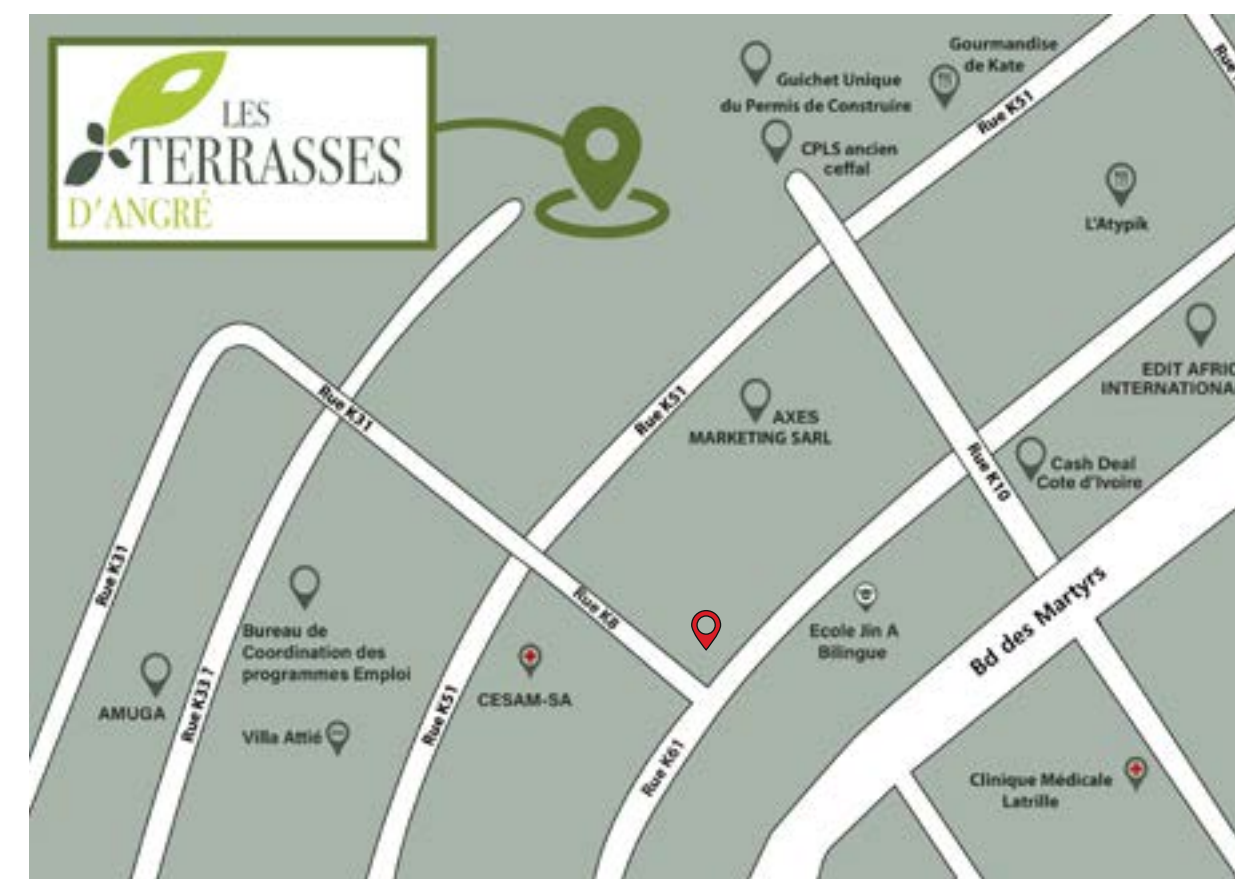 LES
TERRASSES
D'ANGRÉ
Guichet Unique
du Permis de Construire
Gourmandise
de Kate
Rue K51
Rue
CPLS ancien
ceffal
L'Atypik
EDIT AFRIC
INTERNATIONA
Rue K31
Rue K51
AXES
MARKETING SARL
Rue K10
Cash Deal
Cote d'Ivoire
Rue K31
Rue K8
Bureau de
Coordination des
programmes Emploi
Ecole Jin A
Bilingue
Bd des Martyrs
AMUGA
Rue K33 ?
Villa Attié
Rue K51
CESAM-SA
Rue K61
Clinique Médicale
Latrille